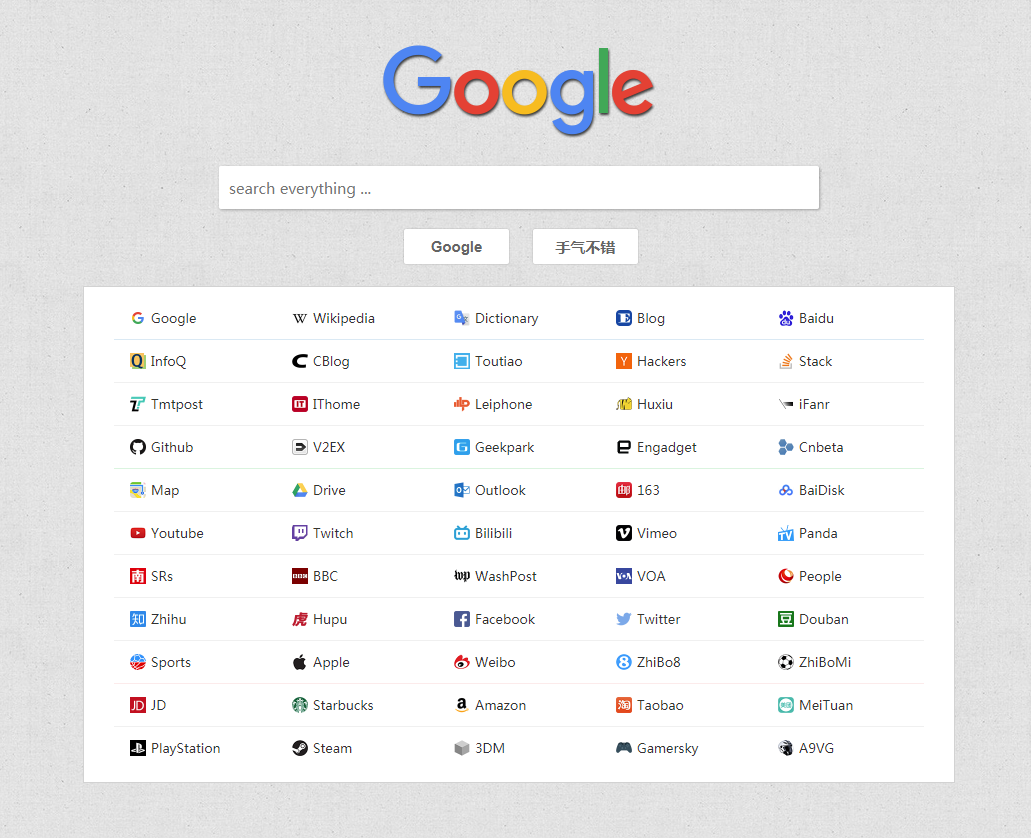 Google
search everything ...
Google 手气不错
Google Wikipedia Dictionary Blog Baidu
InfoQ CBlog Toutiao Hackers Stack
Tmtpost IThome Leiphone Huxiu iFanr
Github V2EX Geekpark Engadget Cnbeta
Map Drive Outlook 163 BaiDisk
Youtube Twitch Bilibili Vimeo Panda
SRs BBC WashPost VOA People
Zhihu Hupu Facebook Twitter Douban
Sports Apple Weibo ZhiBo8 ZhiBoMi
JD Starbucks Amazon Taobao MeiTuan
PlayStation Steam 3DM Gamersky A9VG